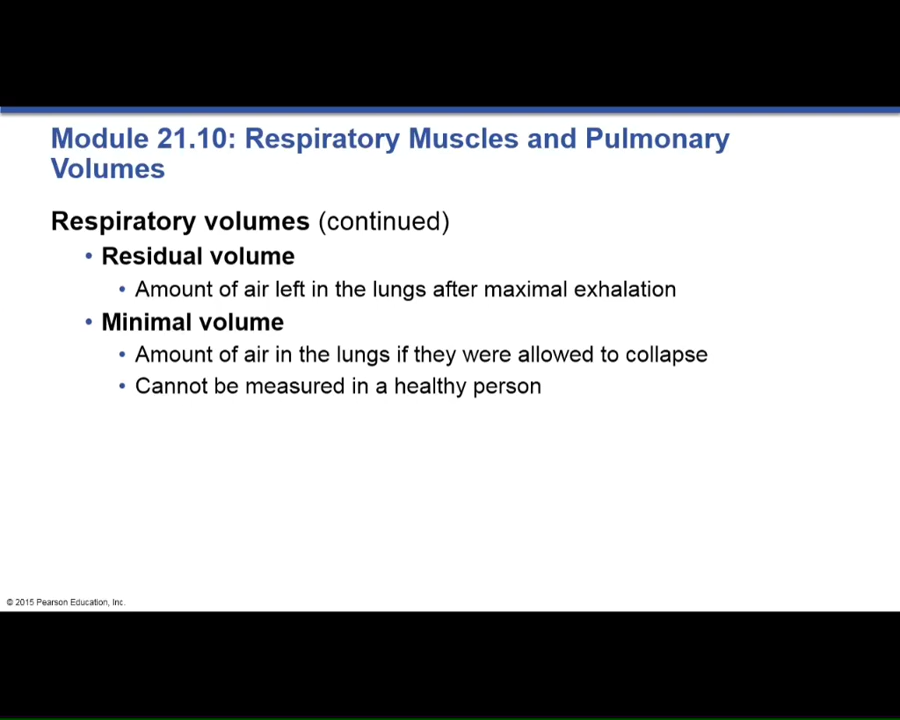 Module 21.10: Respiratory Muscles and Pulmonary
Volumes
Respiratory volumes (continued)
• Residual volume
• Amount of air left in the lungs after maximal exhalation
• Minimal volume
• Amount of air in the lungs if they were allowed to collapse
• Cannot be measured in a healthy person
© 2015 Pearson Education, Inc.